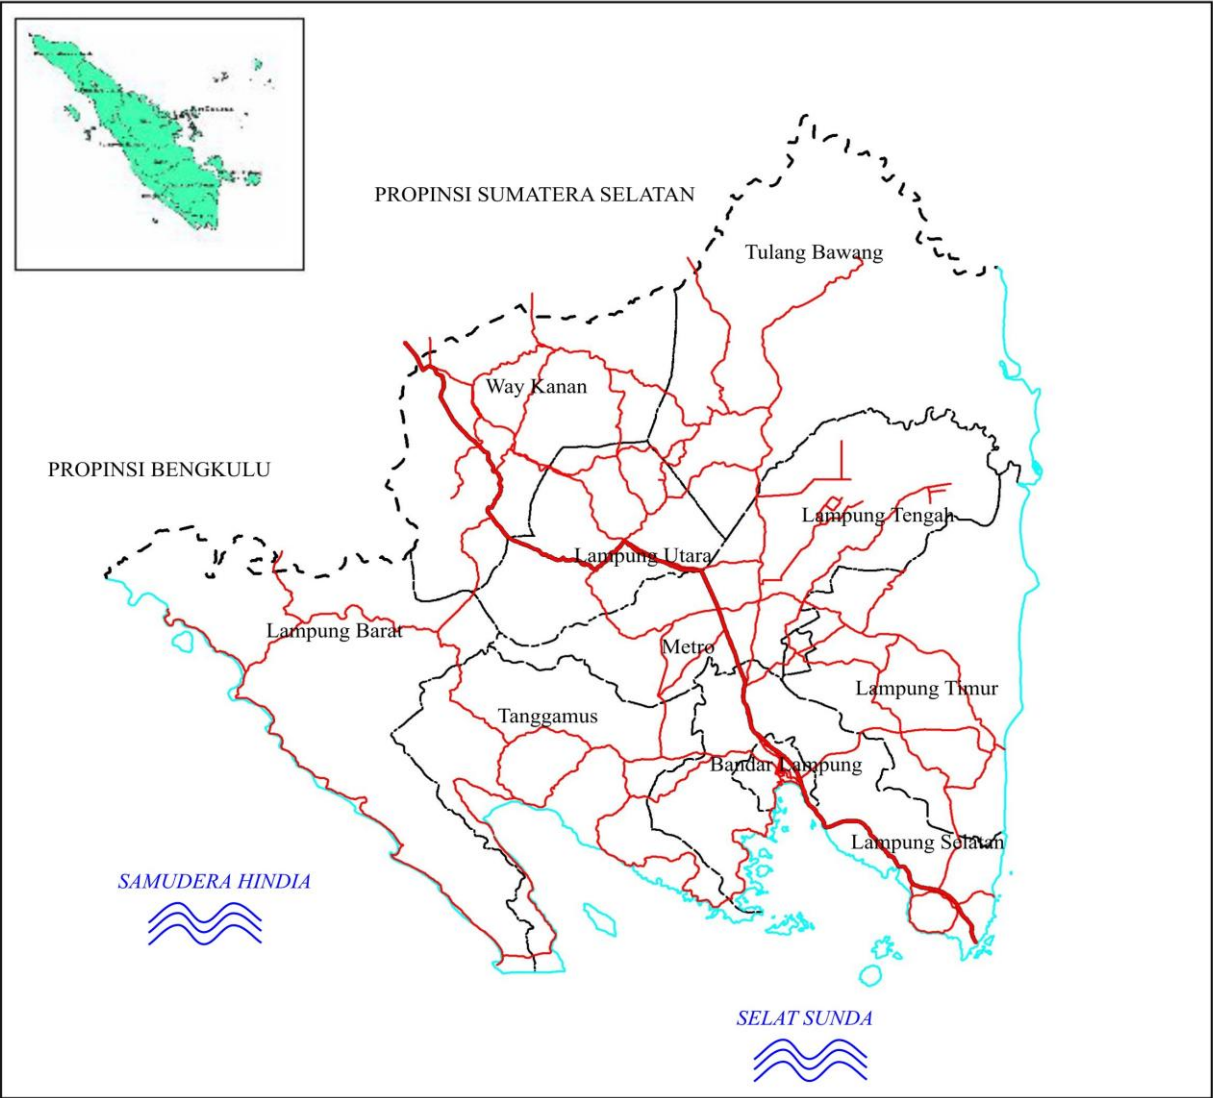 PROPINSI SUMATERA SELATAN
Tulang Bawang
Way Kanan
PROPINSI BENGKULU
Lampung Tengah
Lampung Utara
Lampung Barat
Metro
Lampung Timur
Tanggamus
Bandar Lampung
Lampung Selatan
SAMUDERA HINDIA
SELAT SUNDA